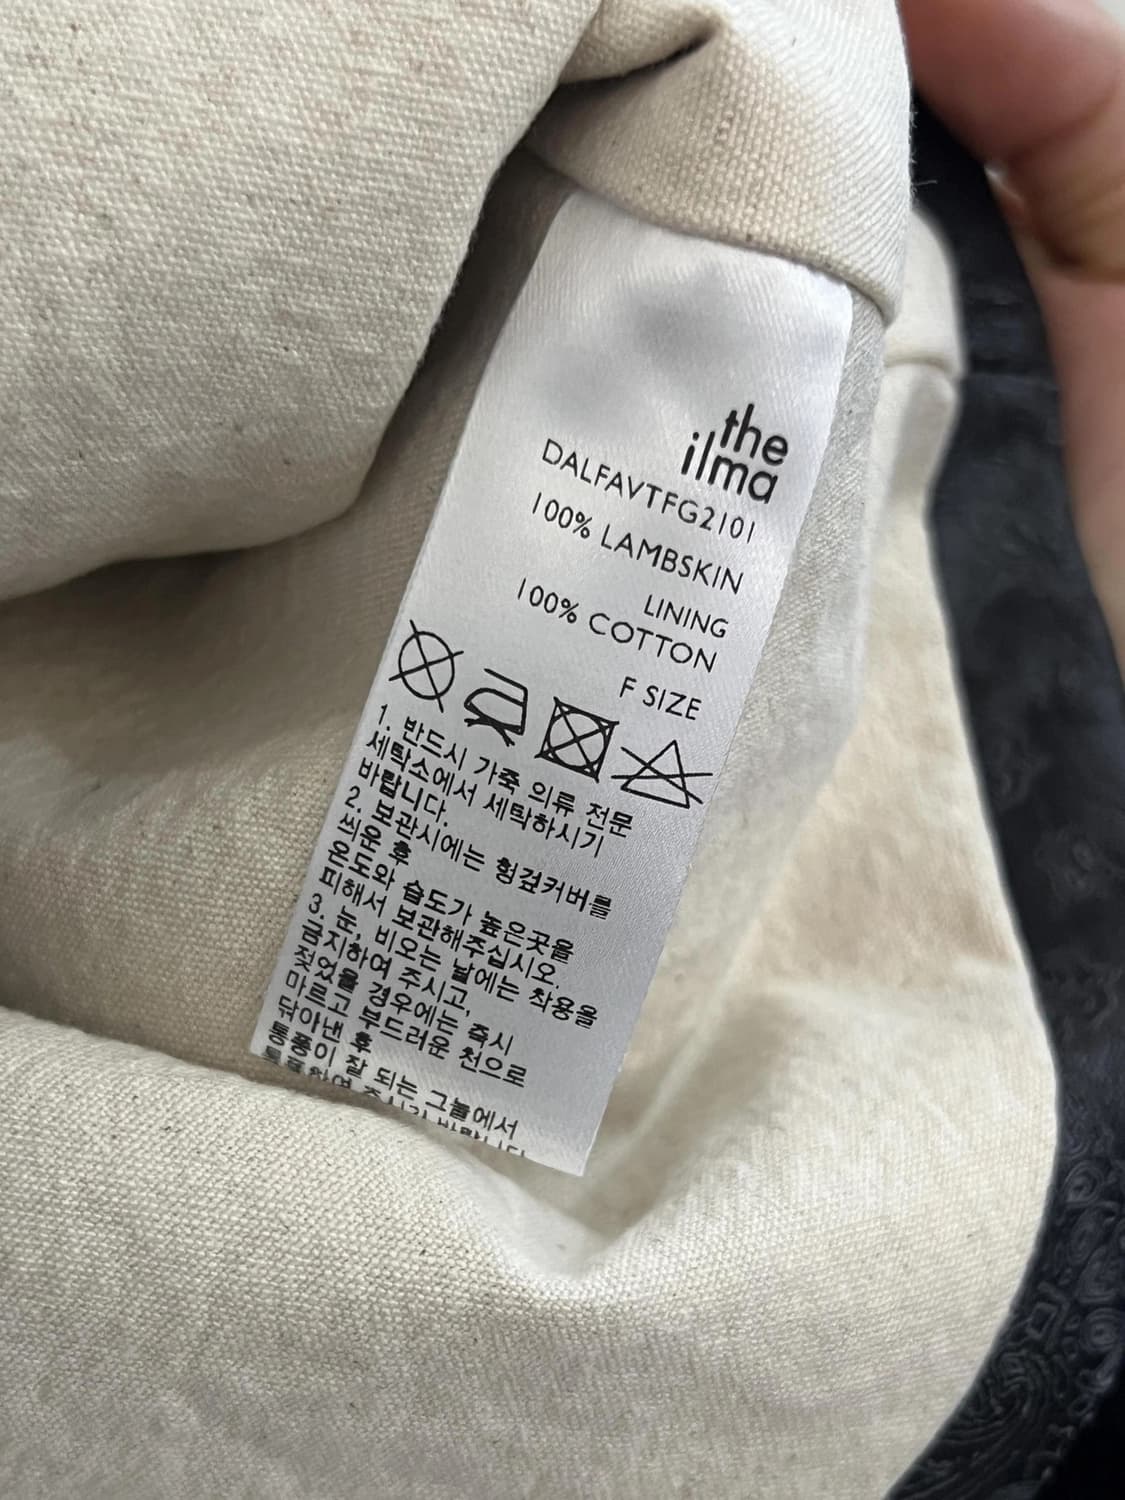 the
ilma
DALFAVTFG2101
100% LAMBSKIN
LINING
100% COTTON
F SIZE
1. 반드시 가죽 의류 전문
세탁소에서 세탁하시기
바랍니다.
2. 보관시에는 헝겊커버를
씌운 후
온도와 습도가 높은곳을
피해서 보관해주십시오.
3. 눈, 비오는 날에는 착용을
금지하여 주시고,
젖었을 경우에는 즉시
마르고 부드러운 천으로
닦아낸 후
통풍이 잘 되는 그늘에서